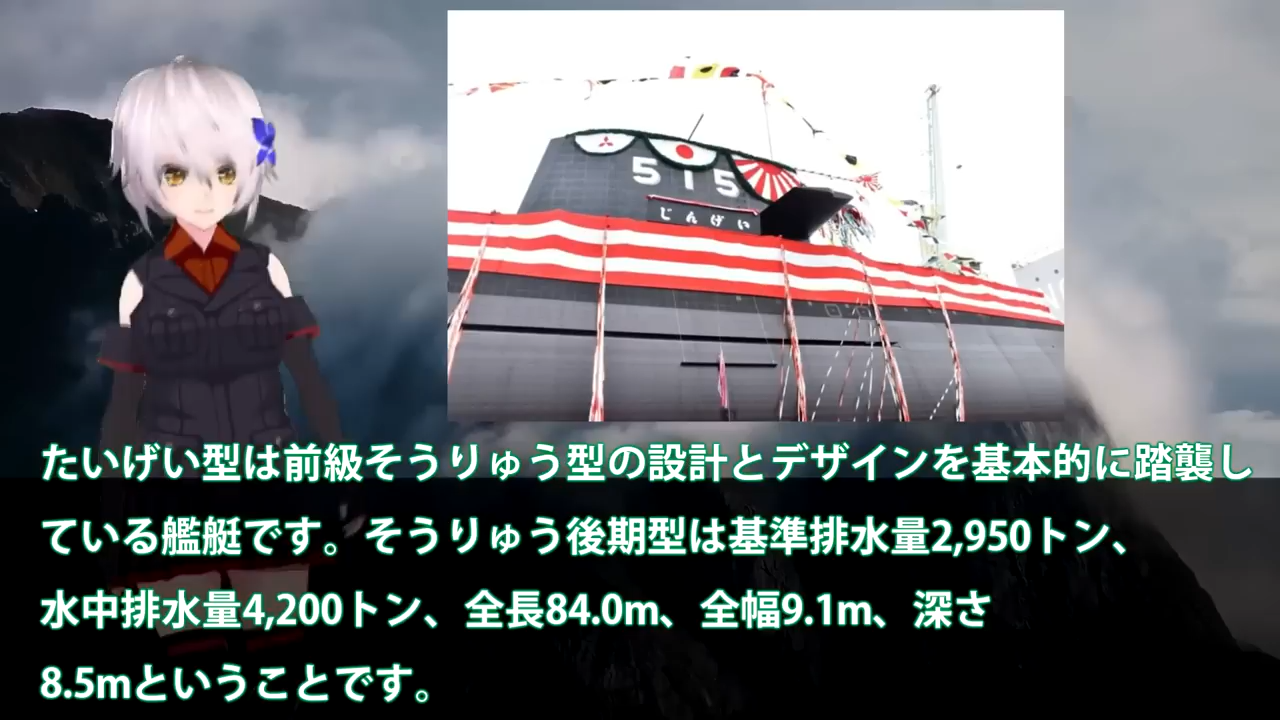 515
じんげい
たいげい型は前級そうりゅう型の設計とデザインを基本的に踏襲し
ている艦艇です。そうりゅう後期型は基準排水量2,950トン、
水中排水量4,200トン、全長84.0m、全幅9.1m、深さ
8.5mということです。